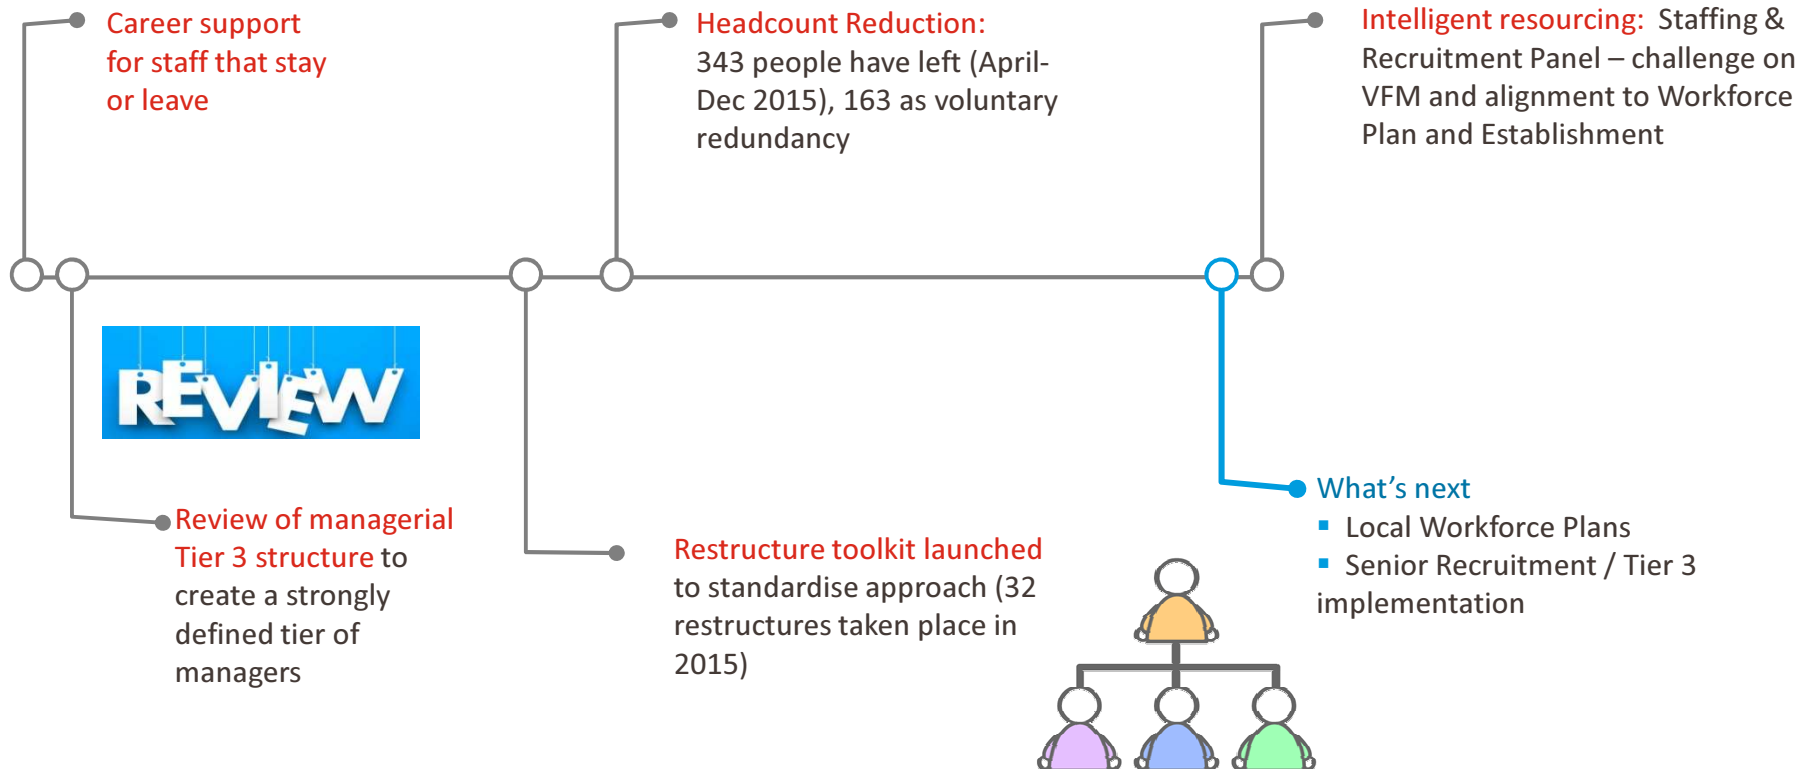 Career support
for staff that stay
or leave
Headcount Reduction:
343 people have left (April-
Dec 2015), 163 as voluntary
redundancy
Intelligent resourcing: Staffing &
Recruitment Panel – challenge on
VFM and alignment to Workforce
Plan and Establishment
REVIEW
Review of managerial
Tier 3 structure to
create a strongly
defined tier of
managers
Restructure toolkit launched
to standardise approach (32
restructures taken place in
2015)
What’s next
▪ Local Workforce Plans
▪ Senior Recruitment / Tier 3
implementation